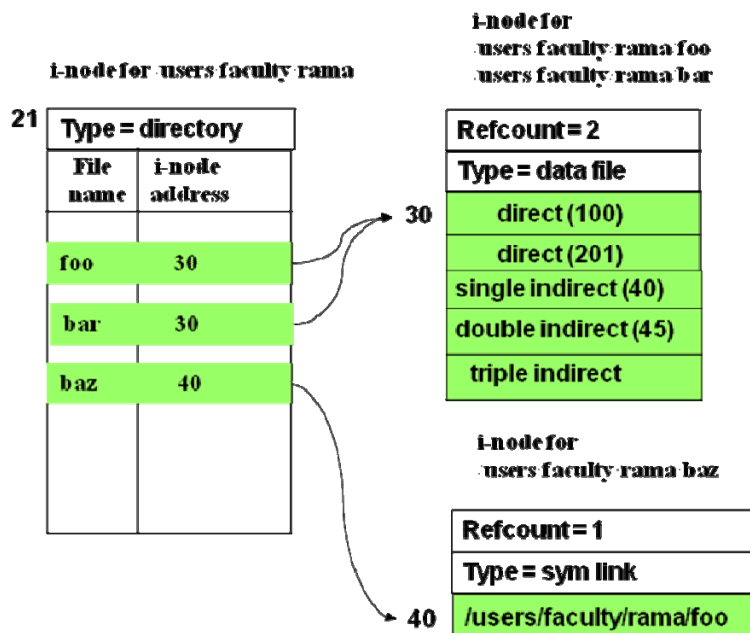 i-node for users faculty rama
21
Type = directory
File name
i-node address
foo 30
bar 30
baz 40
i-node for
users faculty rama foo
users faculty rama bar
Refcount = 2
Type = data file
30
direct (100)
direct (201)
single indirect (40)
double indirect (45)
triple indirect
i-node for
users faculty rama baz
Refcount = 1
Type = sym link
40
/users/faculty/rama/foo